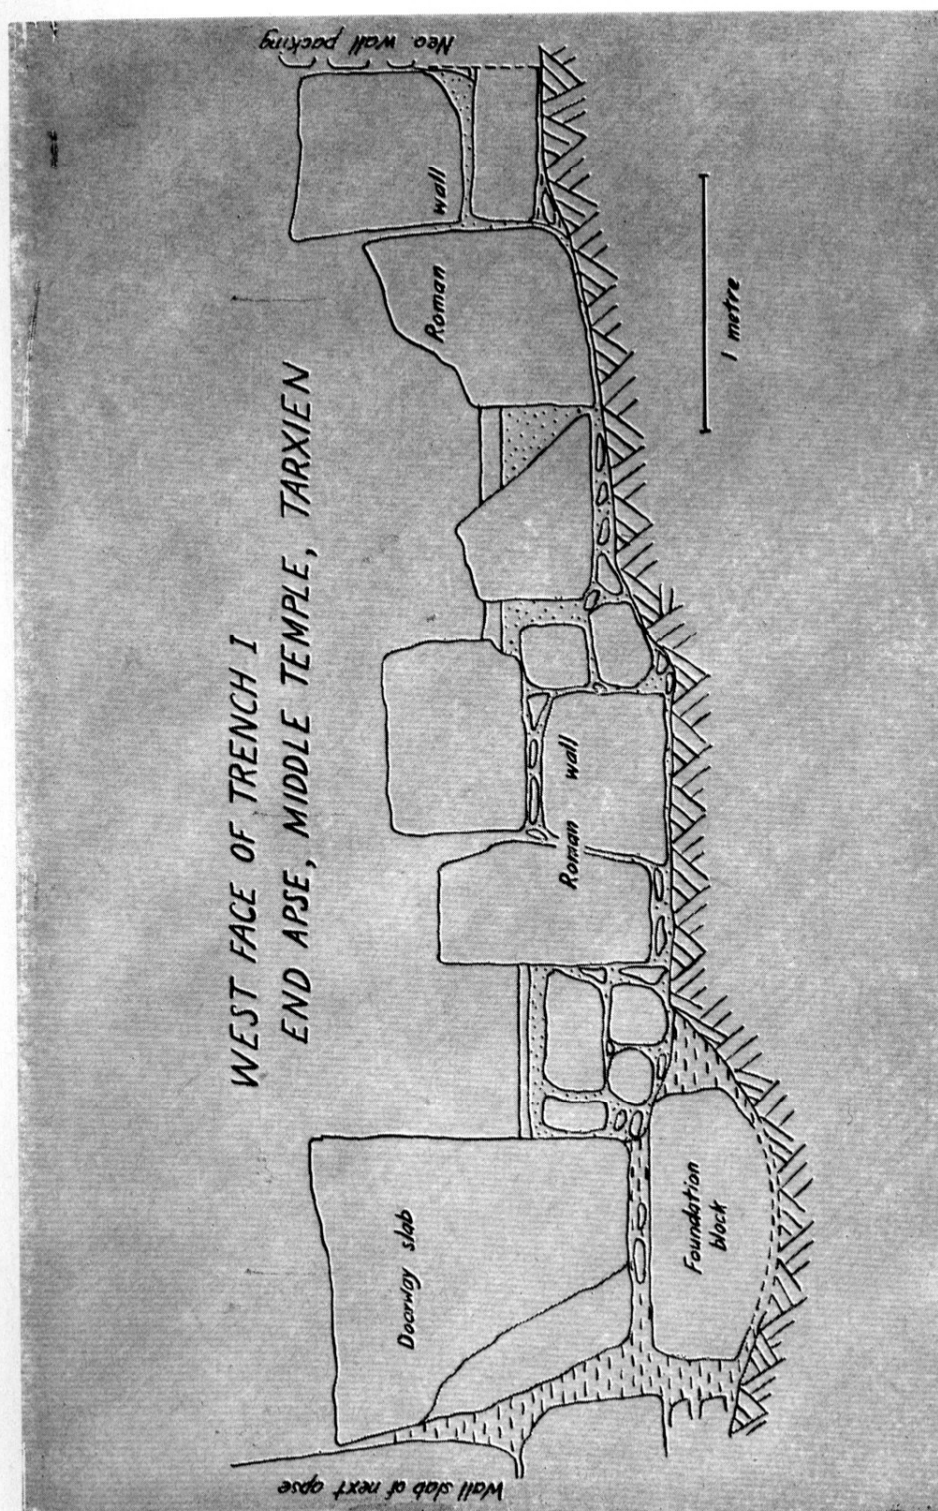 WEST FACE OF TRENCH I
END APSE, MIDDLE TEMPLE, TARXIEN
Wall slab of next apse
Doorway slab
Foundation
block
Roman wall
Roman wall
Neo. wall packing
1 metre